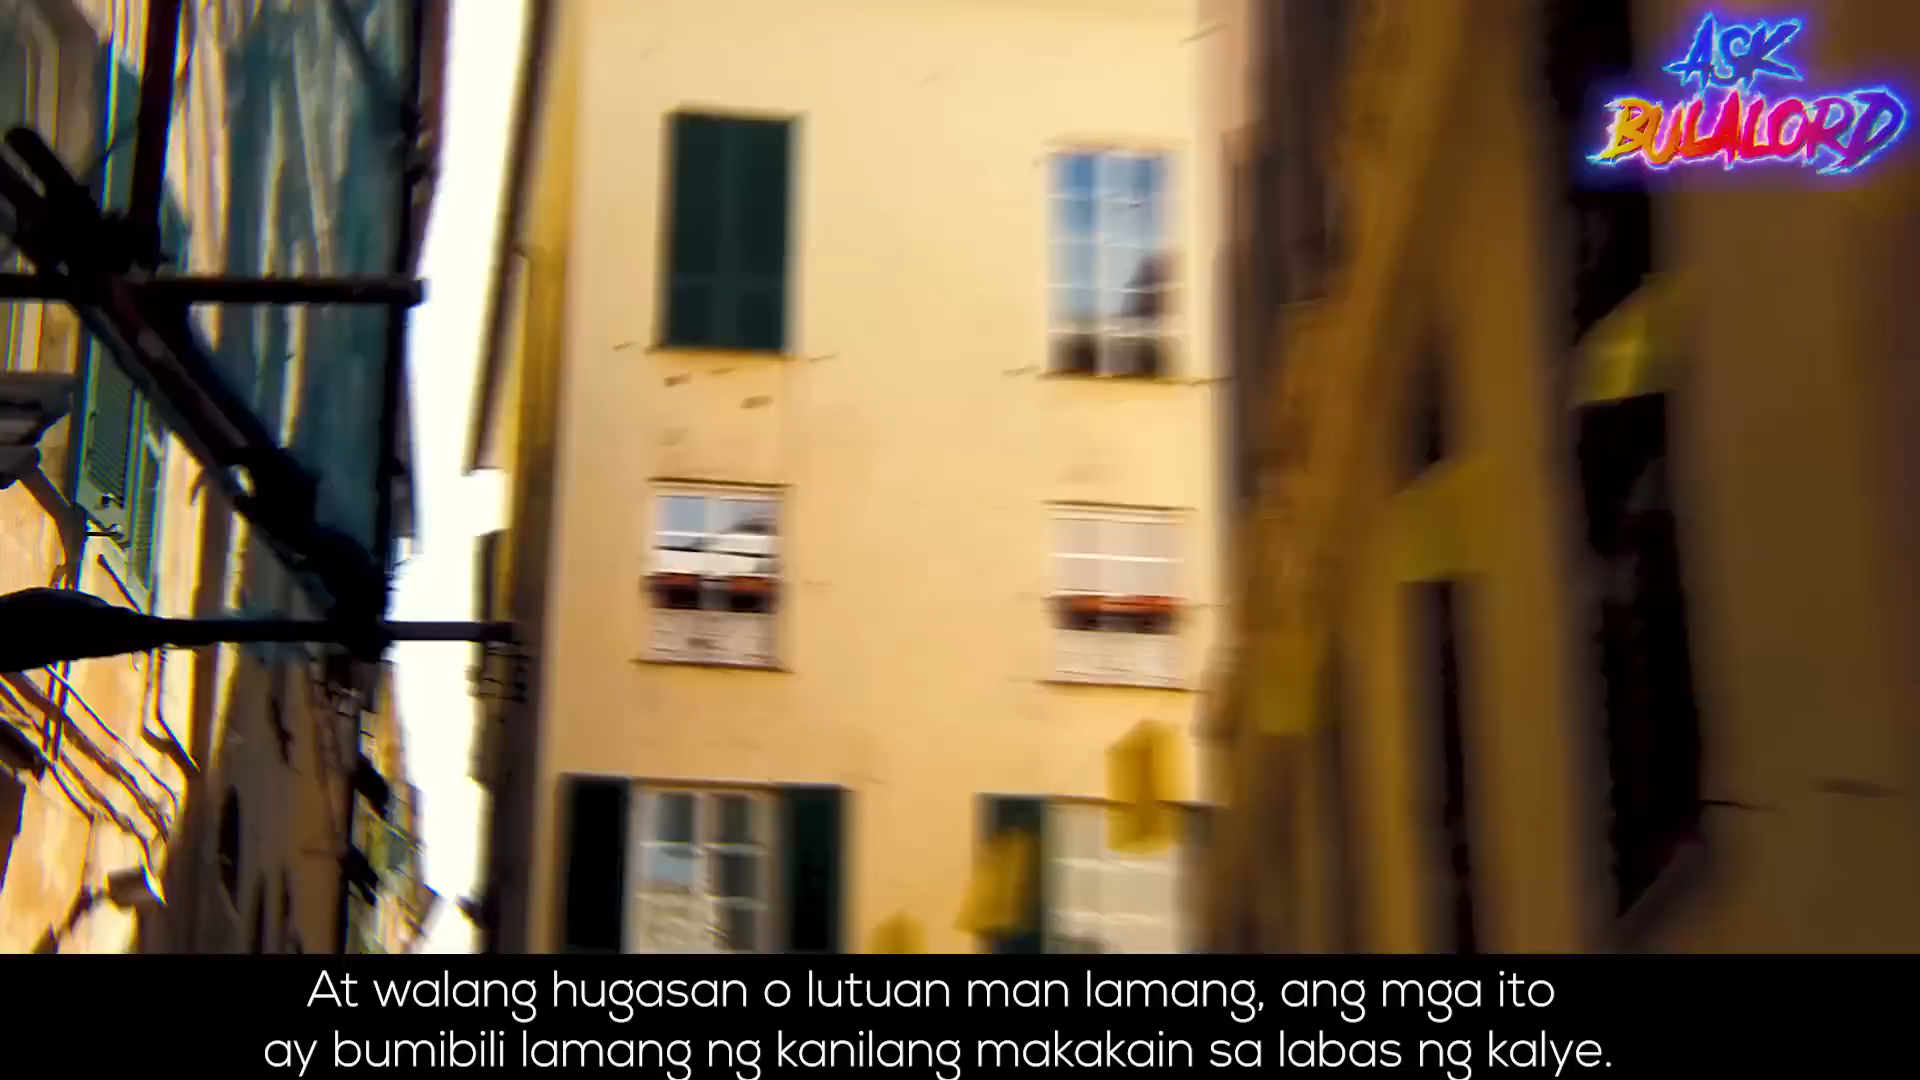 ASK
BULALORD
At walang hugasan o lutuan man lamang, ang mga ito
ay bumibili lamang ng kanilang makakain sa labas ng kalye.